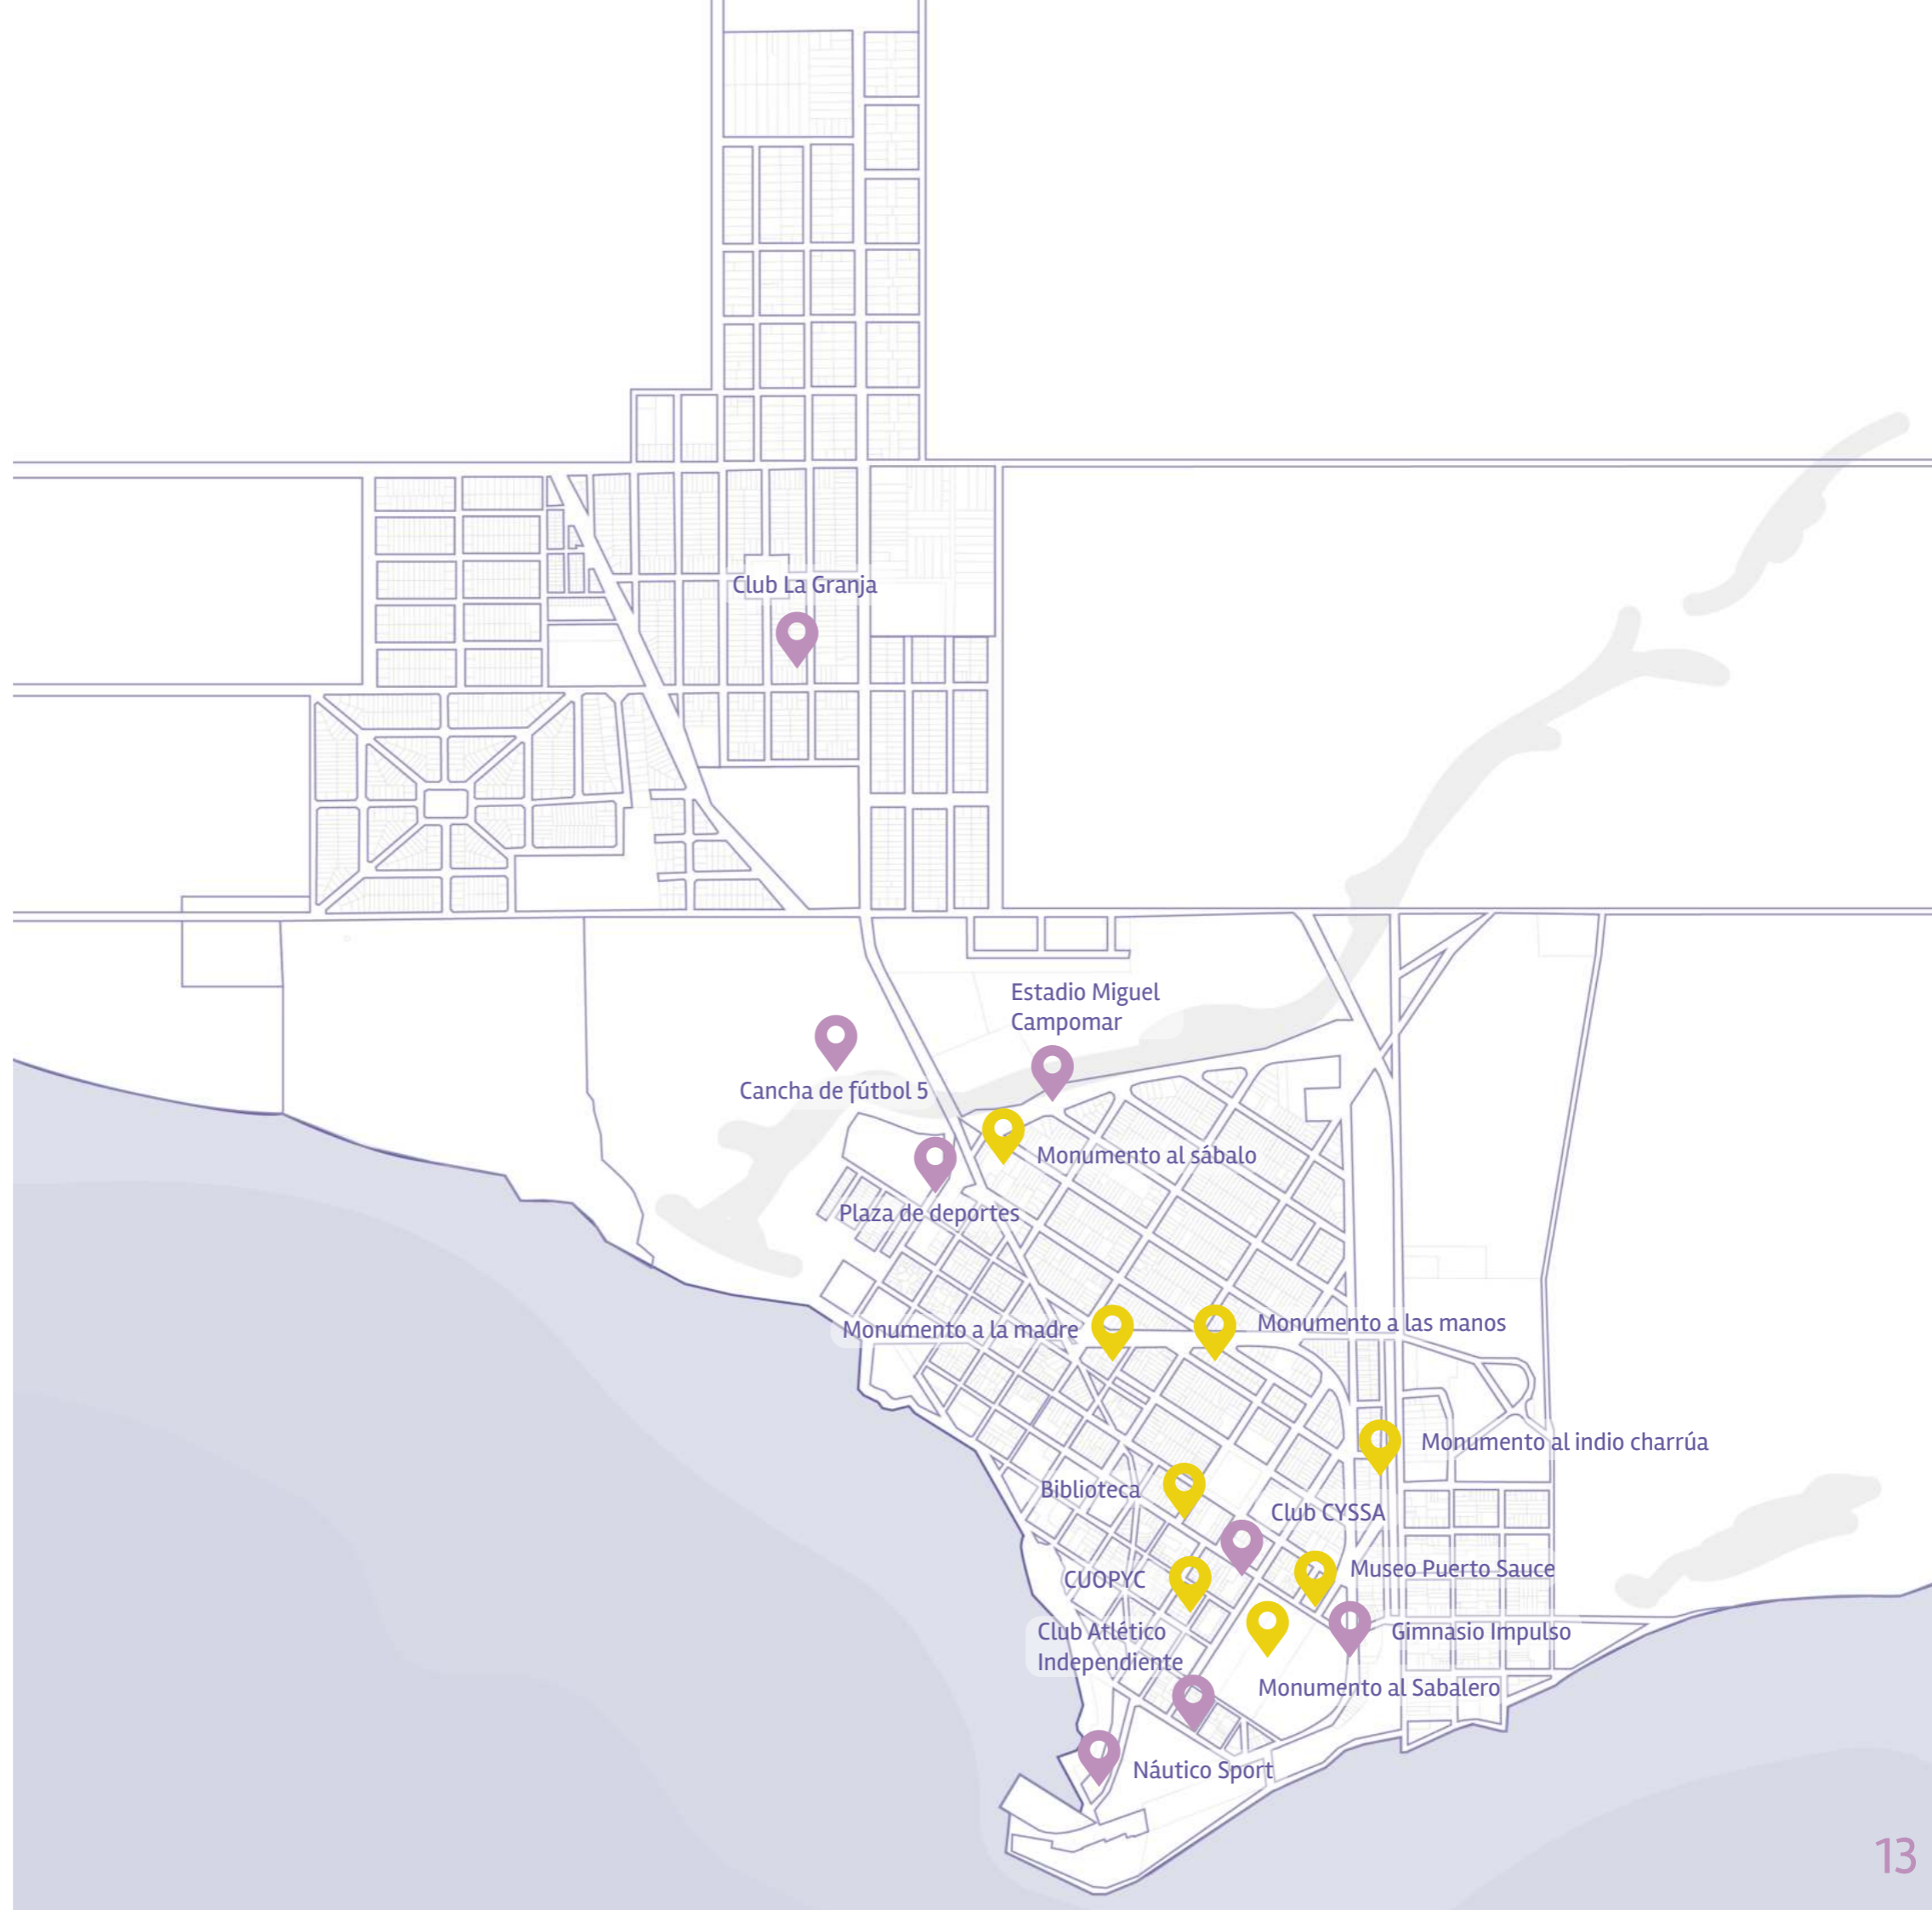 Club La Granja
Estadio Miguel
Campomar
Cancha de fútbol 5
Monumento al sábalo
Plaza de deportes
Monumento a la madre
Monumento a las manos
Monumento al indio charrúa
Biblioteca
Club CYSSA
Museo Puerto Sauce
CUOPYC
Club Atlético
Independiente
Gimnasio Impulso
Monumento al Sabalero
Náutico Sport
13